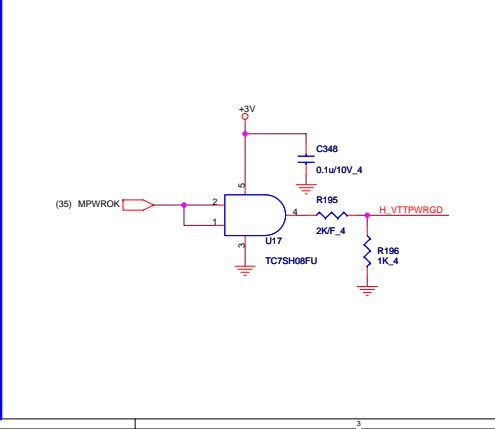 +3V
C348
0.1u/10V_4
5
(35) MPWROK
2
1
4
3
U17
TC7SH08FU
R195
2K/F_4
H_VTTPWRGD
R196
1K_4
3